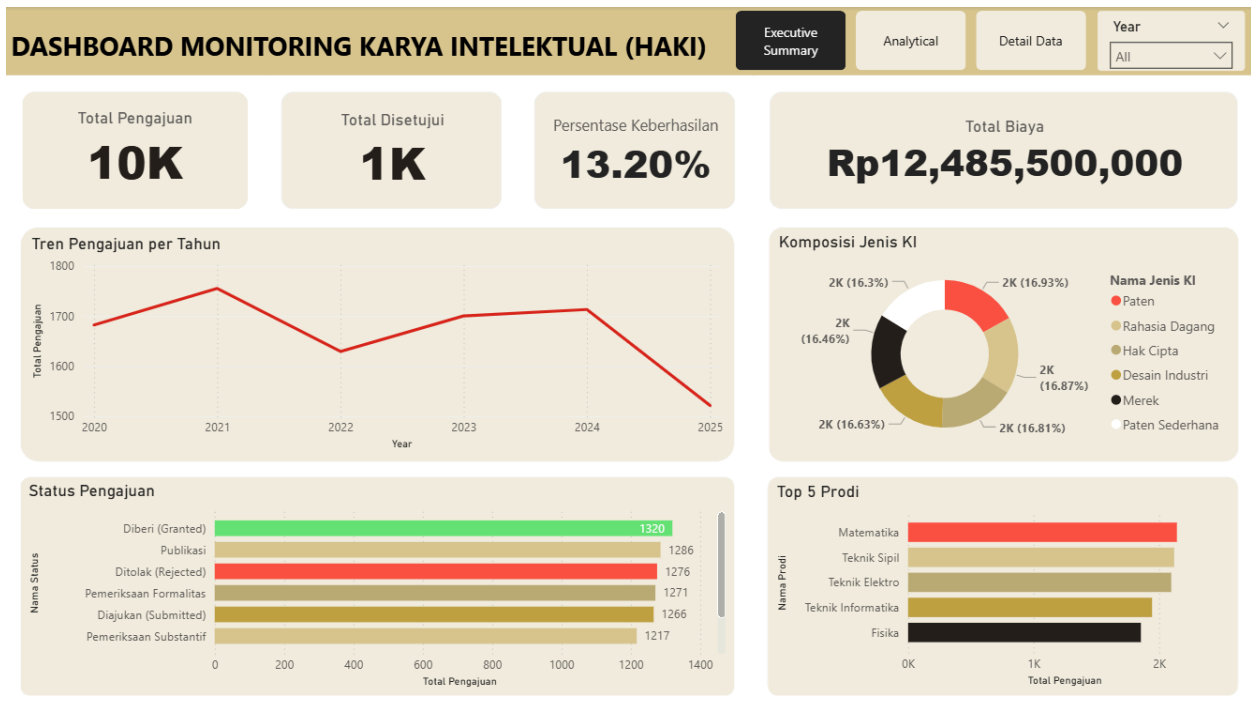 DASHBOARD MONITORING KARYA INTELEKTUAL (HAKI)
Executive
Summary
Analytical
Detail Data
Year
All
Total Pengajuan
10K
Total Disetujui
1K
Persentase Keberhasilan
13.20%
Total Biaya
Rp12,485,500,000
Tren Pengajuan per Tahun
Total Pengajuan
1800
1700
1600
1500
2020
2021
2022
2023
2024
2025
Year
Komposisi Jenis KI
2K (16.3%)
2K (16.93%)
2K
(16.46%)
2K
(16.87%)
2K (16.63%)
2K (16.81%)
Nama Jenis KI
Paten
Rahasia Dagang
Hak Cipta
Desain Industri
Merek
Paten Sederhana
Status Pengajuan
Nama Status
Diberi (Granted)
1320
Publikasi
1286
Ditolak (Rejected)
1276
Pemeriksaan Formalitas
1271
Diajukan (Submitted)
1266
Pemeriksaan Substantif
1217
0
200
400
600
800
1000
1200
1400
Total Pengajuan
Top 5 Prodi
Nama Prodi
Matematika
Teknik Sipil
Teknik Elektro
Teknik Informatika
Fisika
0K
1K
2K
Total Pengajuan